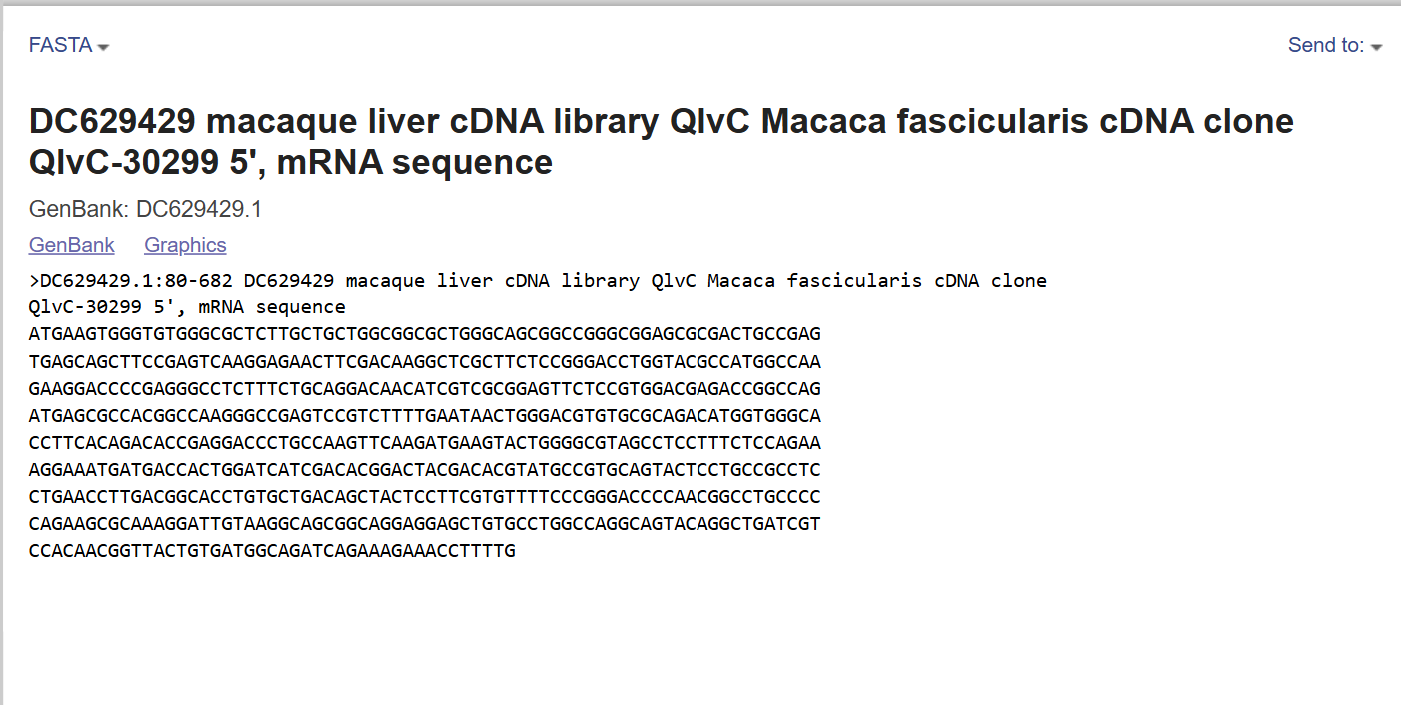 FASTA
Send to:
DC629429 macaque liver cDNA library QlvC Macaca fascicularis cDNA clone
QlvC-30299 5', mRNA sequence
GenBank: DC629429.1
GenBank Graphics
>DC629429.1:80-682 DC629429 macaque liver cDNA library QlvC Macaca fascicularis cDNA clone
QlvC-30299 5', mRNA sequence
ATGAAGTGGGTGTGGGCGCTCTTGCTGCTGGCGGCGCTGGGCAGCGGCCGGGCGGAGCGCGACTGCCGAG
TGAGCAGCTTCCGAGTCAAGGAGAACTTCGACAAGGCTCGCTTCTCCGGGACCTGGTACGCCATGGCCAA
GAAGGACCCCGAGGGCCTCTTTCTGCAGGACAACATCGTCGCGGAGTTCTCCGTGGACGAGACCGGCCAG
ATGAGCGCCACGGCCAAGGGCCGAGTCCGTCTTTTGAATAACTGGGACGTGTGCGCAGACATGGTGGGCA
CCTTCACAGACACCGAGGACCCTGCCAAGTTCAAGATGAAGTACTGGGGCGTAGCCTCCTTTCTCCAGAA
AGGAAATGATGACCACTGGATCATCGACACGGACTACGACACGTATGCCGTGCAGTACTCCTGCCGCCTC
CTGAACCTTGACGGCACCTGTGCTGACAGCTACTCCTTCGTGTTTTCCCGGGACCCCAACGGCCTGCCCC
CAGAAGCGCAAAGGATTGTAAGGCAGCGGCAGGAGGAGCTGTGCCTGGCCAGGCAGTACAGGCTGATCGT
CCACAACGGTTACTGTGATGGCAGATCAGAAAGAAACCTTTTG